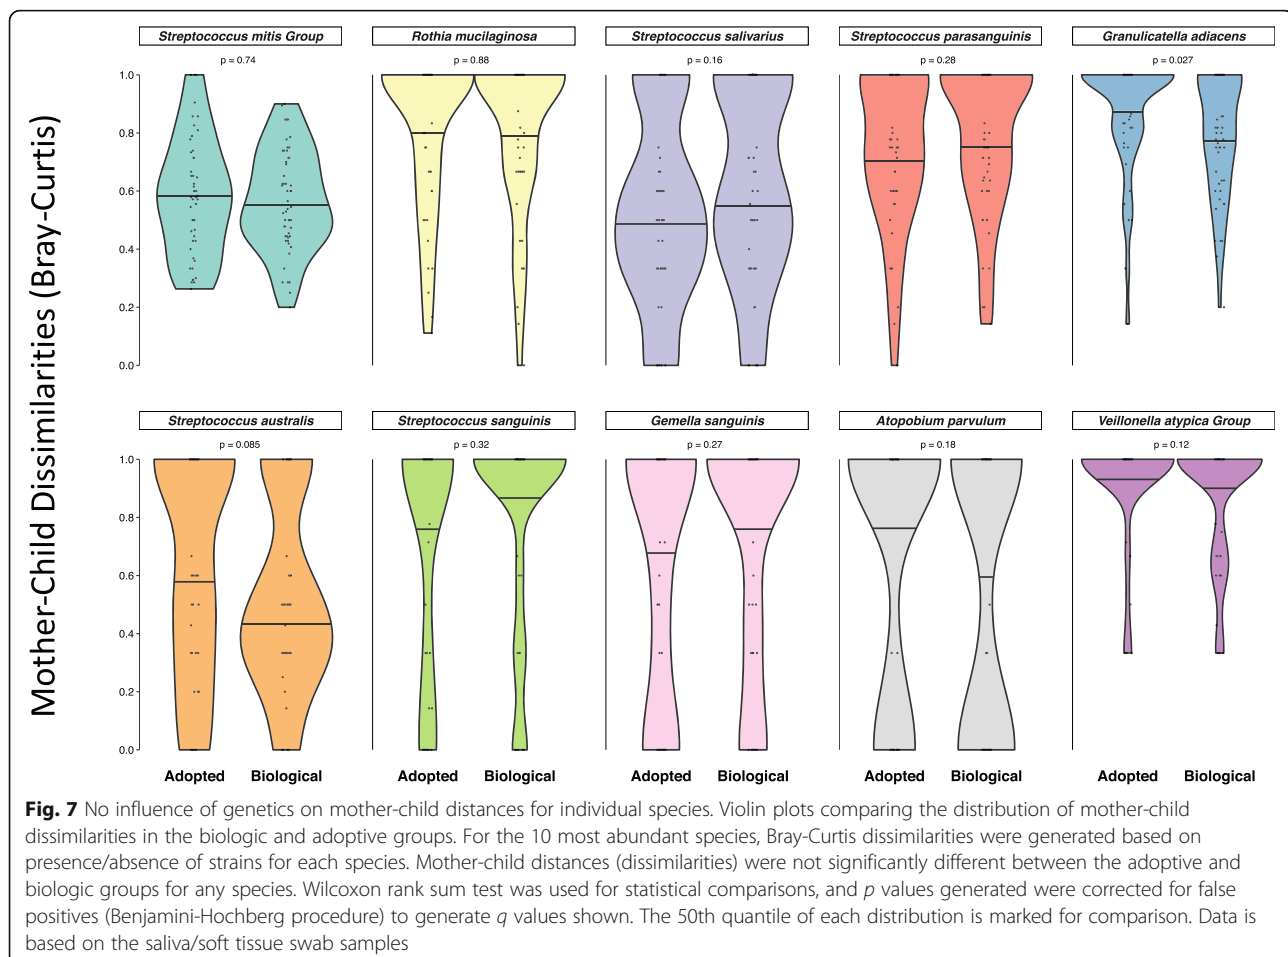 Streptococcus mitis Group
Rothia mucilaginosa
Streptococcus salivarius
Streptococcus parasanguinis
Granulicatella adiacens
p = 0.74
p = 0.88
p = 0.16
p = 0.28
p = 0.027
1.0
0.8
0.6
0.4
0.2
0.0
Mother-Child Dissimilarities (Bray-Curtis)
Streptococcus australis
Streptococcus sanguinis
Gemella sanguinis
Atopobium parvulum
Veillonella atypica Group
p = 0.085
p = 0.32
p = 0.27
p = 0.18
p = 0.12
1.0
0.8
0.6
0.4
0.2
0.0
Adopted Biological Adopted Biological Adopted Biological Adopted Biological Adopted Biological
Fig. 7 No influence of genetics on mother-child distances for individual species. Violin plots comparing the distribution of mother-child
dissimilarities in the biologic and adoptive groups. For the 10 most abundant species, Bray-Curtis dissimilarities were generated based on
presence/absence of strains for each species. Mother-child distances (dissimilarities) were not significantly different between the adoptive and
biologic groups for any species. Wilcoxon rank sum test was used for statistical comparisons, and p values generated were corrected for false
positives (Benjamini-Hochberg procedure) to generate q values shown. The 50th quantile of each distribution is marked for comparison. Data is
based on the saliva/soft tissue swab samples